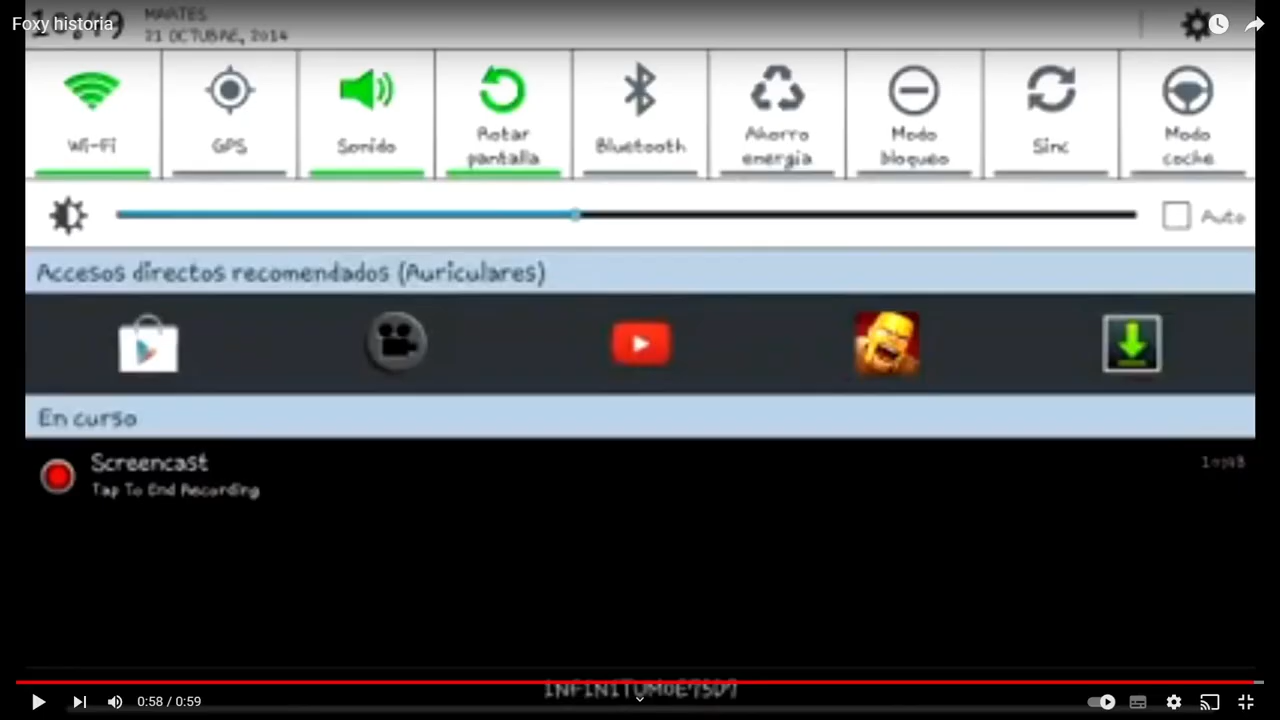 Foxy historia
MARTES
21 OCTUBRE, 2014
Wi-Fi
GPS
Sonido
Rotar
pantalla
Bluetooth
Ahorro
energía
Modo
bloqueo
Sinc
Modo
coche
Auto
Accesos directos recomendados (Auriculares)
En curso
Screencast
Tap To End Recording
0:58 / 0:59